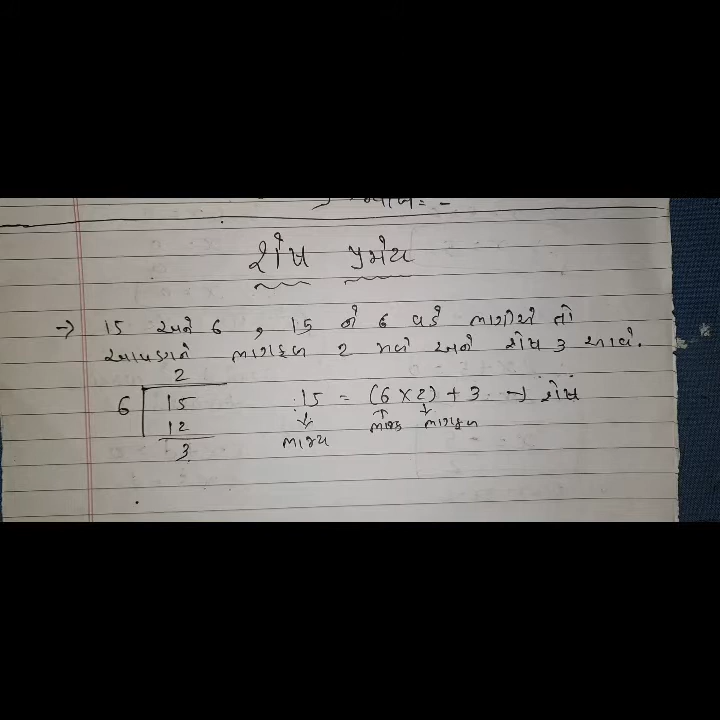 શેષ પ્રમેય
→ 15 અને 6 , 15 ને 6 વડે ભાગીએ તો
આપણને ભાગફળ 2 મળે અને શેષ 3 આવે.
2
6 15
12
3
15 = (6 × 2) + 3 → શેષ
↓ ↑ ↓
ભાજ્ય ભાજક ભાગફળ